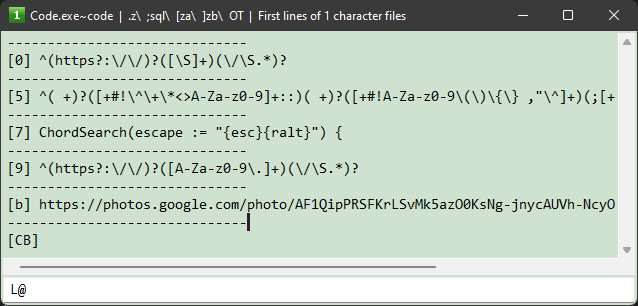 1 Code.exe~code | .z\ ;sql\ [za\ ]zb\ OT | First lines of 1 character files
------------------------------
[0] ^(https?:\/\/)?([\S]+)(\/\S.*)?
------------------------------
[5] ^( +)?([+#!\^\+\*<>A-Za-z0-9]+::)( +)?([+#!A-Za-z0-9\(\)\{\} ,"\^]+)(;[+
------------------------------
[7] ChordSearch(escape := "{esc}{ralt}") {
------------------------------
[9] ^(https?:\/\/)?([A-Za-z0-9\.]+)(\/\S.*)?
------------------------------
[b] https://photos.google.com/photo/AF1QipPRSFKrLSvMk5azO0KsNg-jnycAUVh-NcyO
------------------------------
[CB]
L@